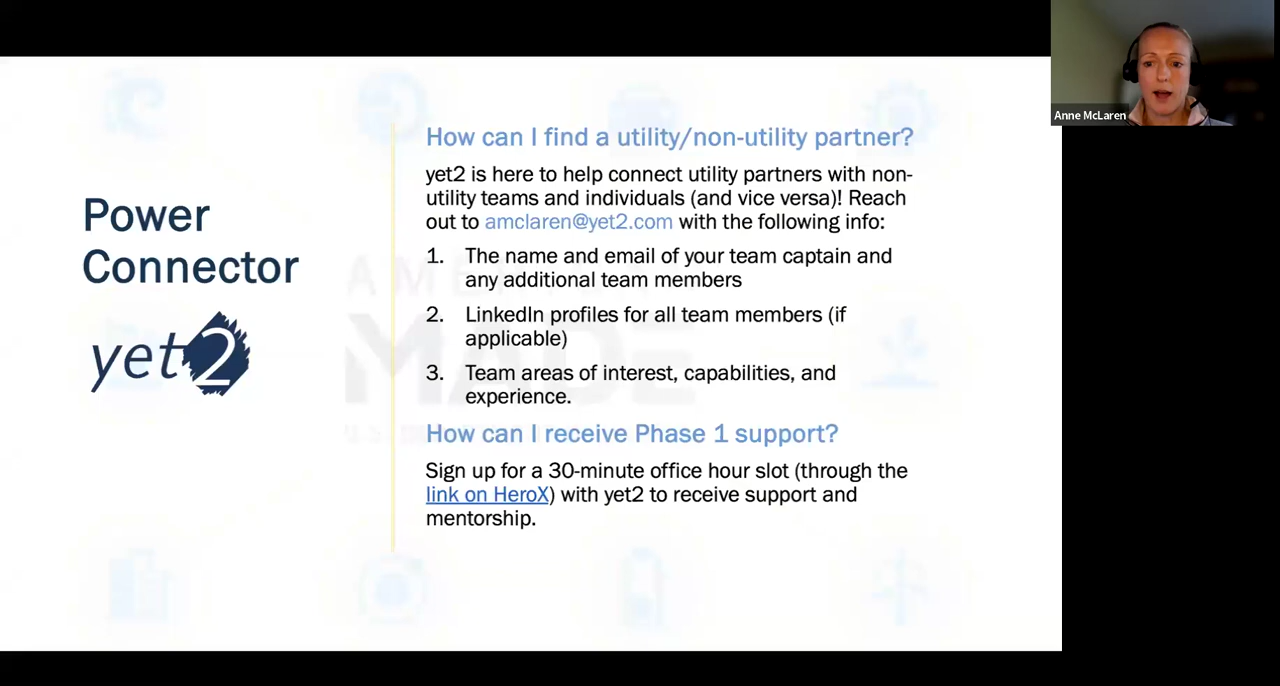 Anne McLaren
Power
Connector
yet2
How can I find a utility/non-utility partner?
yet2 is here to help connect utility partners with non-
utility teams and individuals (and vice versa)! Reach
out to amclaren@yet2.com with the following info:
1. The name and email of your team captain and
any additional team members
2. LinkedIn profiles for all team members (if
applicable)
3. Team areas of interest, capabilities, and
experience.
How can I receive Phase 1 support?
Sign up for a 30-minute office hour slot (through the
link on HeroX) with yet2 to receive support and
mentorship.
MADE